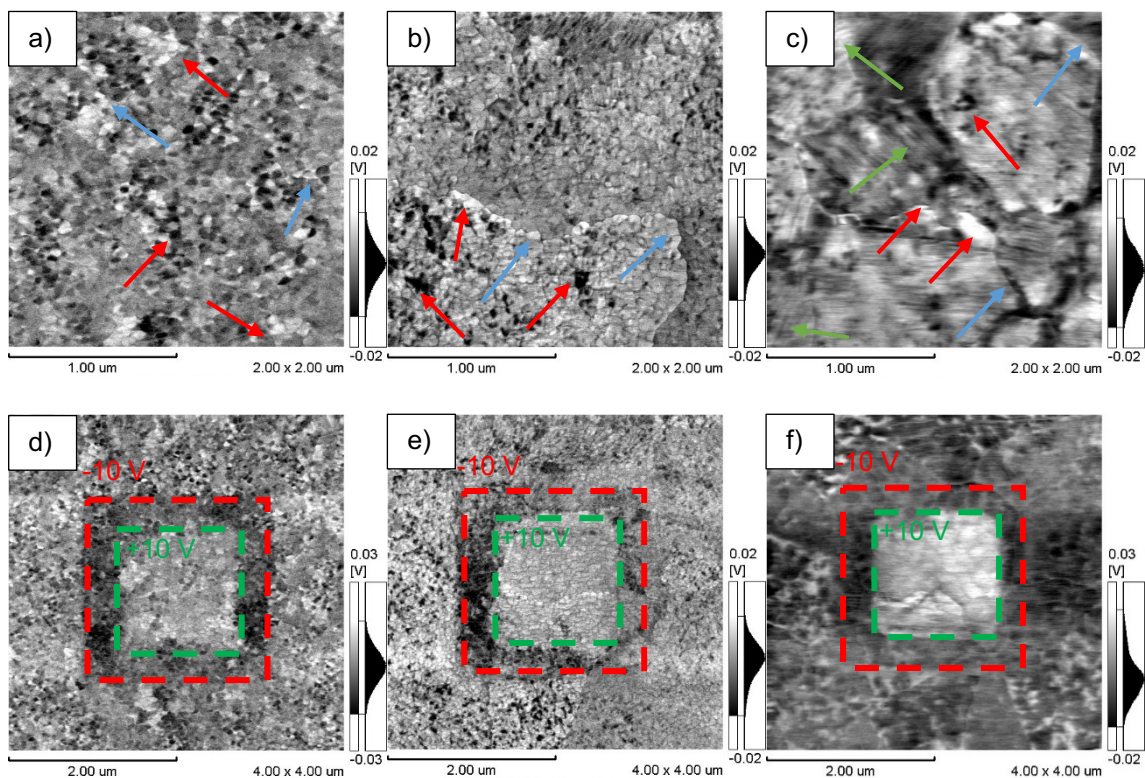 a)
0.02
[V]
-0.02
1.00 um
2.00 x 2.00 um
b)
0.02
[V]
-0.02
1.00 um
2.00 x 2.00 um
c)
0.02
[V]
-0.02
1.00 um
2.00 x 2.00 um
d)
-10 V
+10 V
0.03
[V]
-0.03
2.00 um
4.00 x 4.00 um
e)
-10 V
+10 V
0.02
[V]
-0.02
2.00 um
4.00 x 4.00 um
f)
-10 V
+10 V
0.03
[V]
-0.02
2.00 um
4.00 x 4.00 um